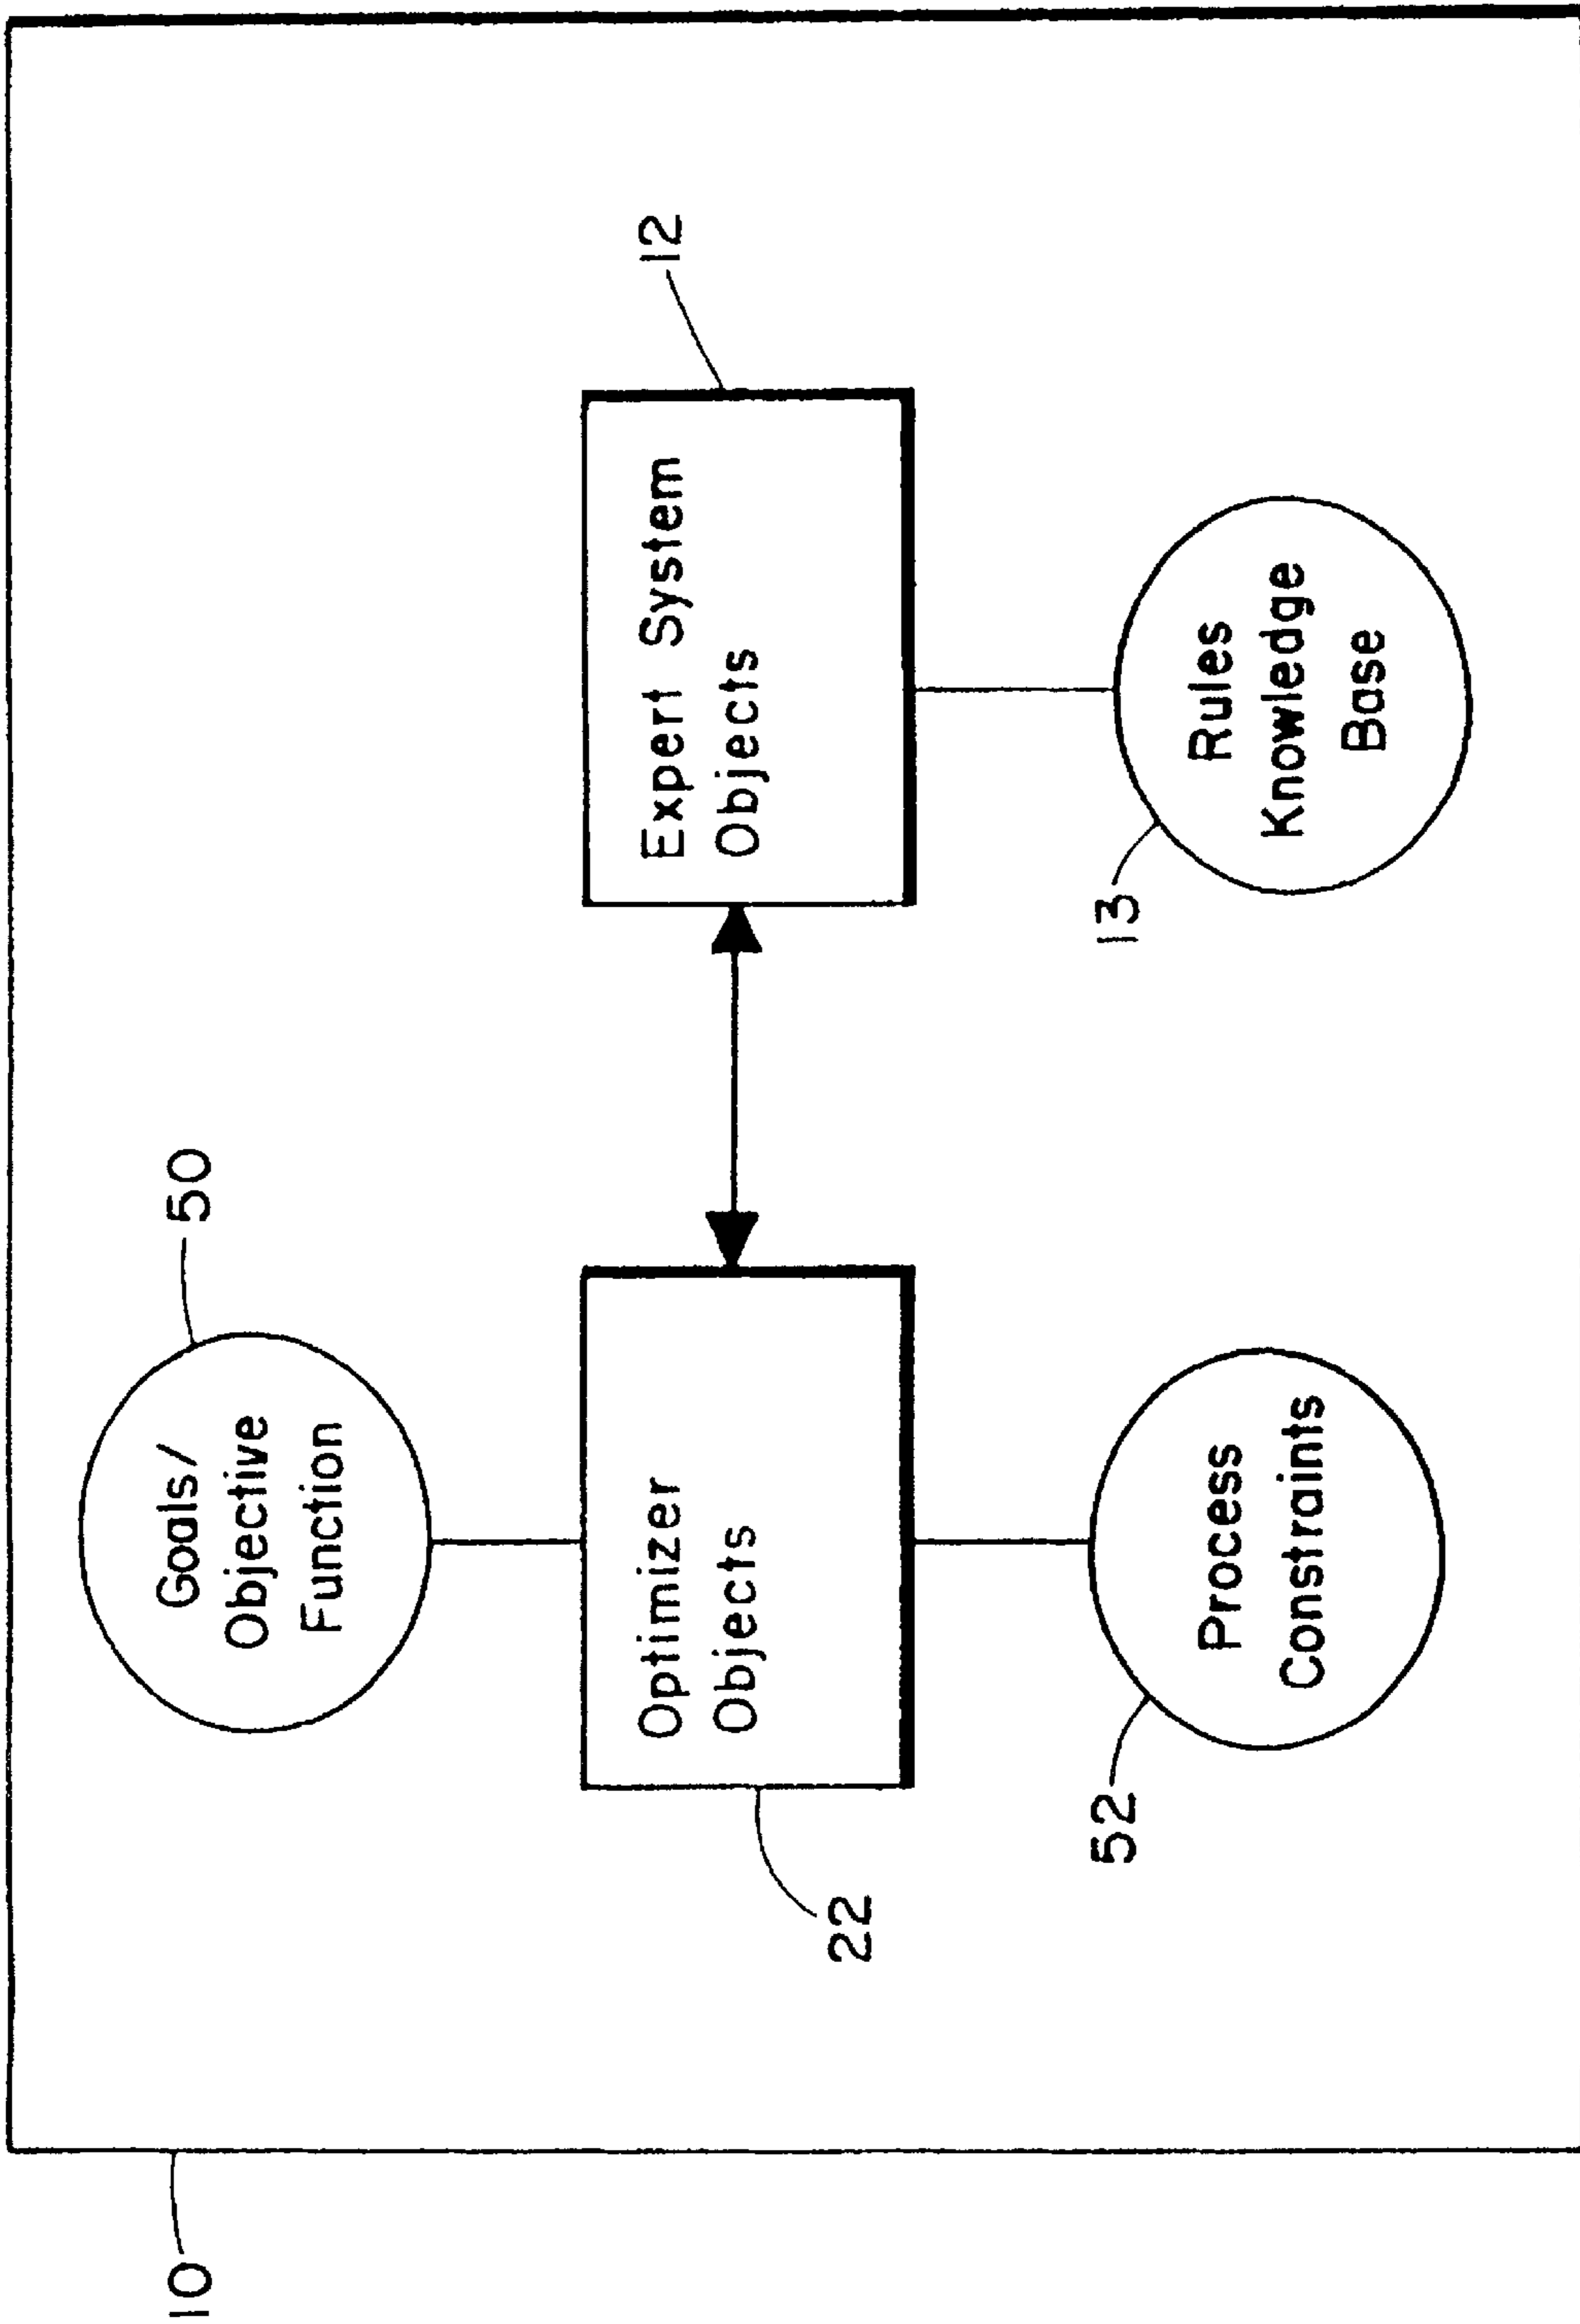 50
Goals/
Objective
Function
Optimizer
Objects
22
Expert System
Objects
12
Process
Constraints
52
13
Rules
Knowledge
Base
10